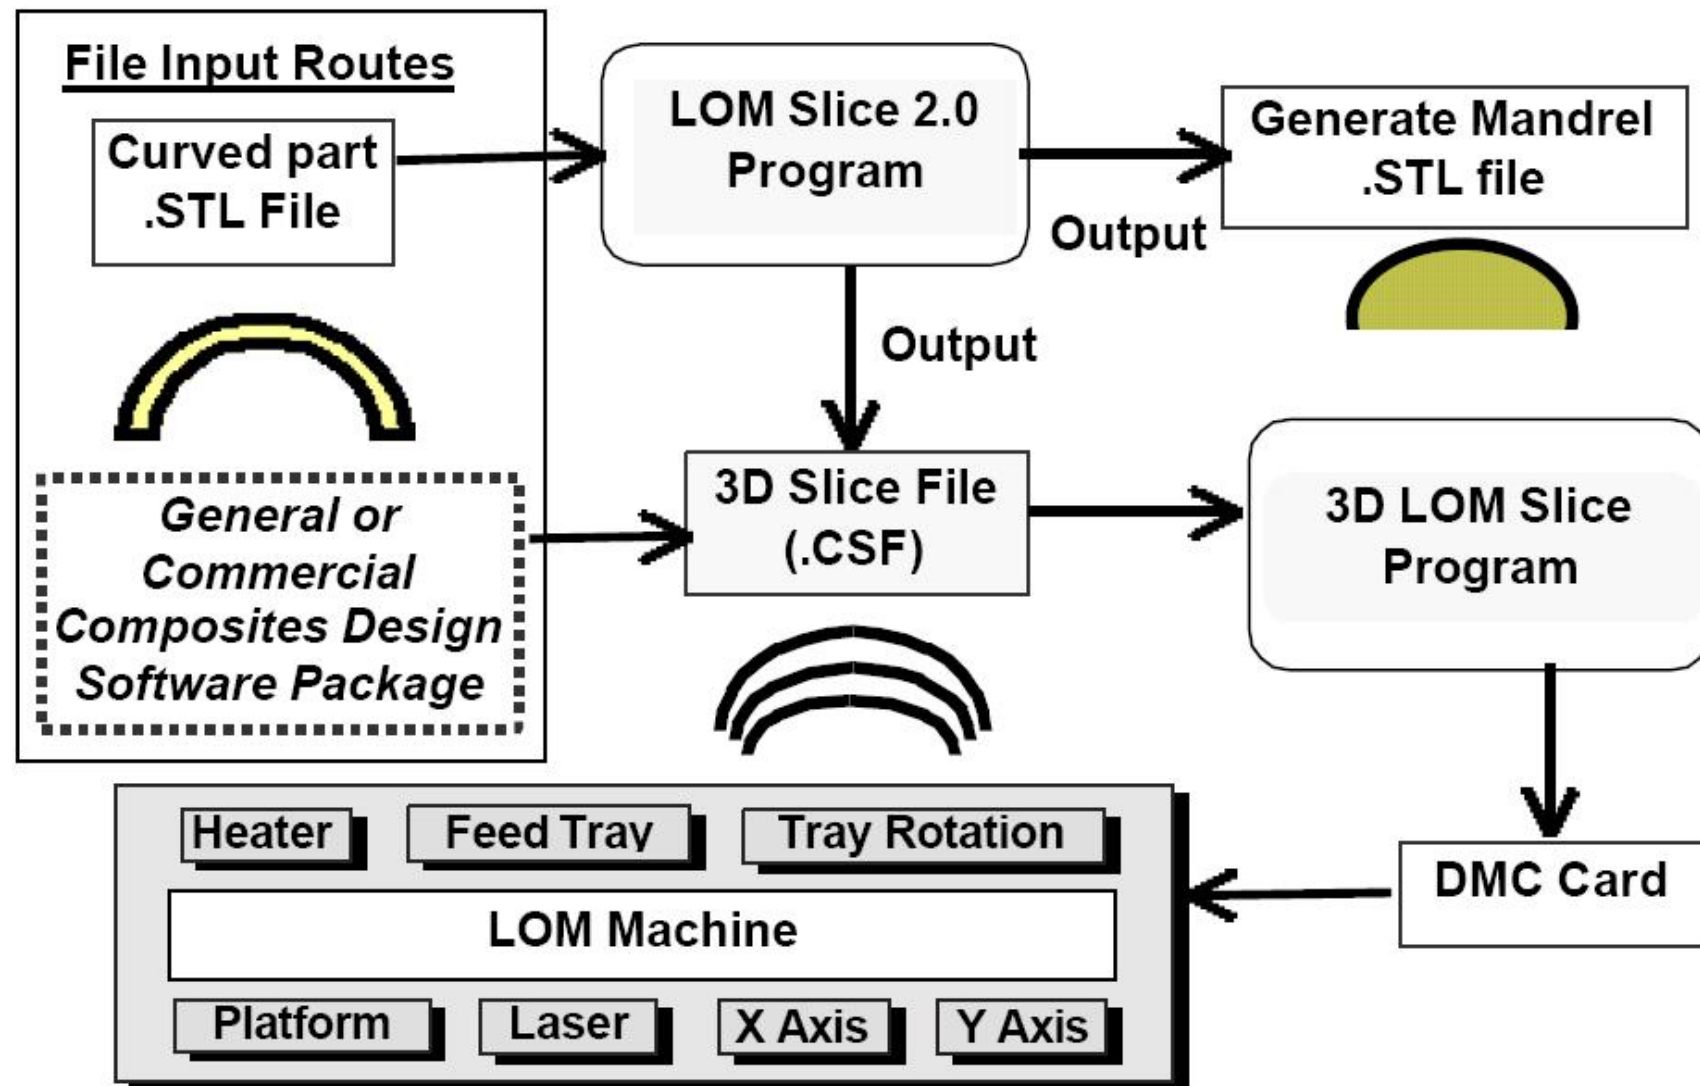 File Input Routes
Curved part
.STL File
LOM Slice 2.0
Program
Generate Mandrel
.STL file
Output
Output
General or
Commercial
Composites Design
Software Package
3D Slice File
(.CSF)
3D LOM Slice
Program
DMC Card
Heater
Feed Tray
Tray Rotation
LOM Machine
Platform
Laser
X Axis
Y Axis